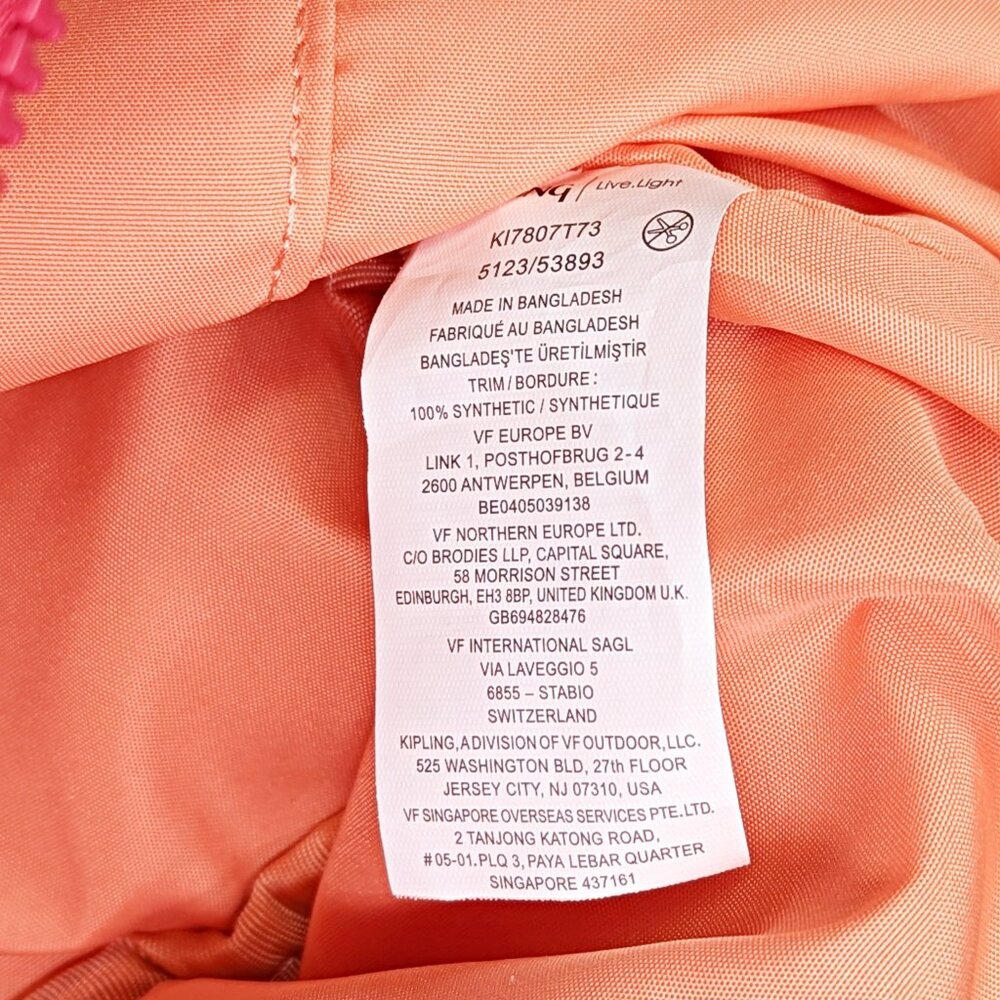 Live.Light
KI7807T73
5123/53893
MADE IN BANGLADESH
FABRIQUÉ AU BANGLADESH
BANGLADEŞ'TE ÜRETİLMİŞTİR
TRIM / BORDURE :
100% SYNTHETIC / SYNTHETIQUE
VF EUROPE BV
LINK 1, POSTHOFBRUG 2-4
2600 ANTWERPEN, BELGIUM
BE0405039138
VF NORTHERN EUROPE LTD.
C/O BRODIES LLP, CAPITAL SQUARE,
58 MORRISON STREET
EDINBURGH, EH3 8BP, UNITED KINGDOM U.K.
GB694828476
VF INTERNATIONAL SAGL
VIA LAVEGGIO 5
6855 – STABIO
SWITZERLAND
KIPLING, A DIVISION OF VF OUTDOOR, LLC.
525 WASHINGTON BLD, 27th FLOOR
JERSEY CITY, NJ 07310, USA
VF SINGAPORE OVERSEAS SERVICES PTE.LTD.
2 TANJONG KATONG ROAD,
#05-01.PLQ 3, PAYA LEBAR QUARTER
SINGAPORE 437161